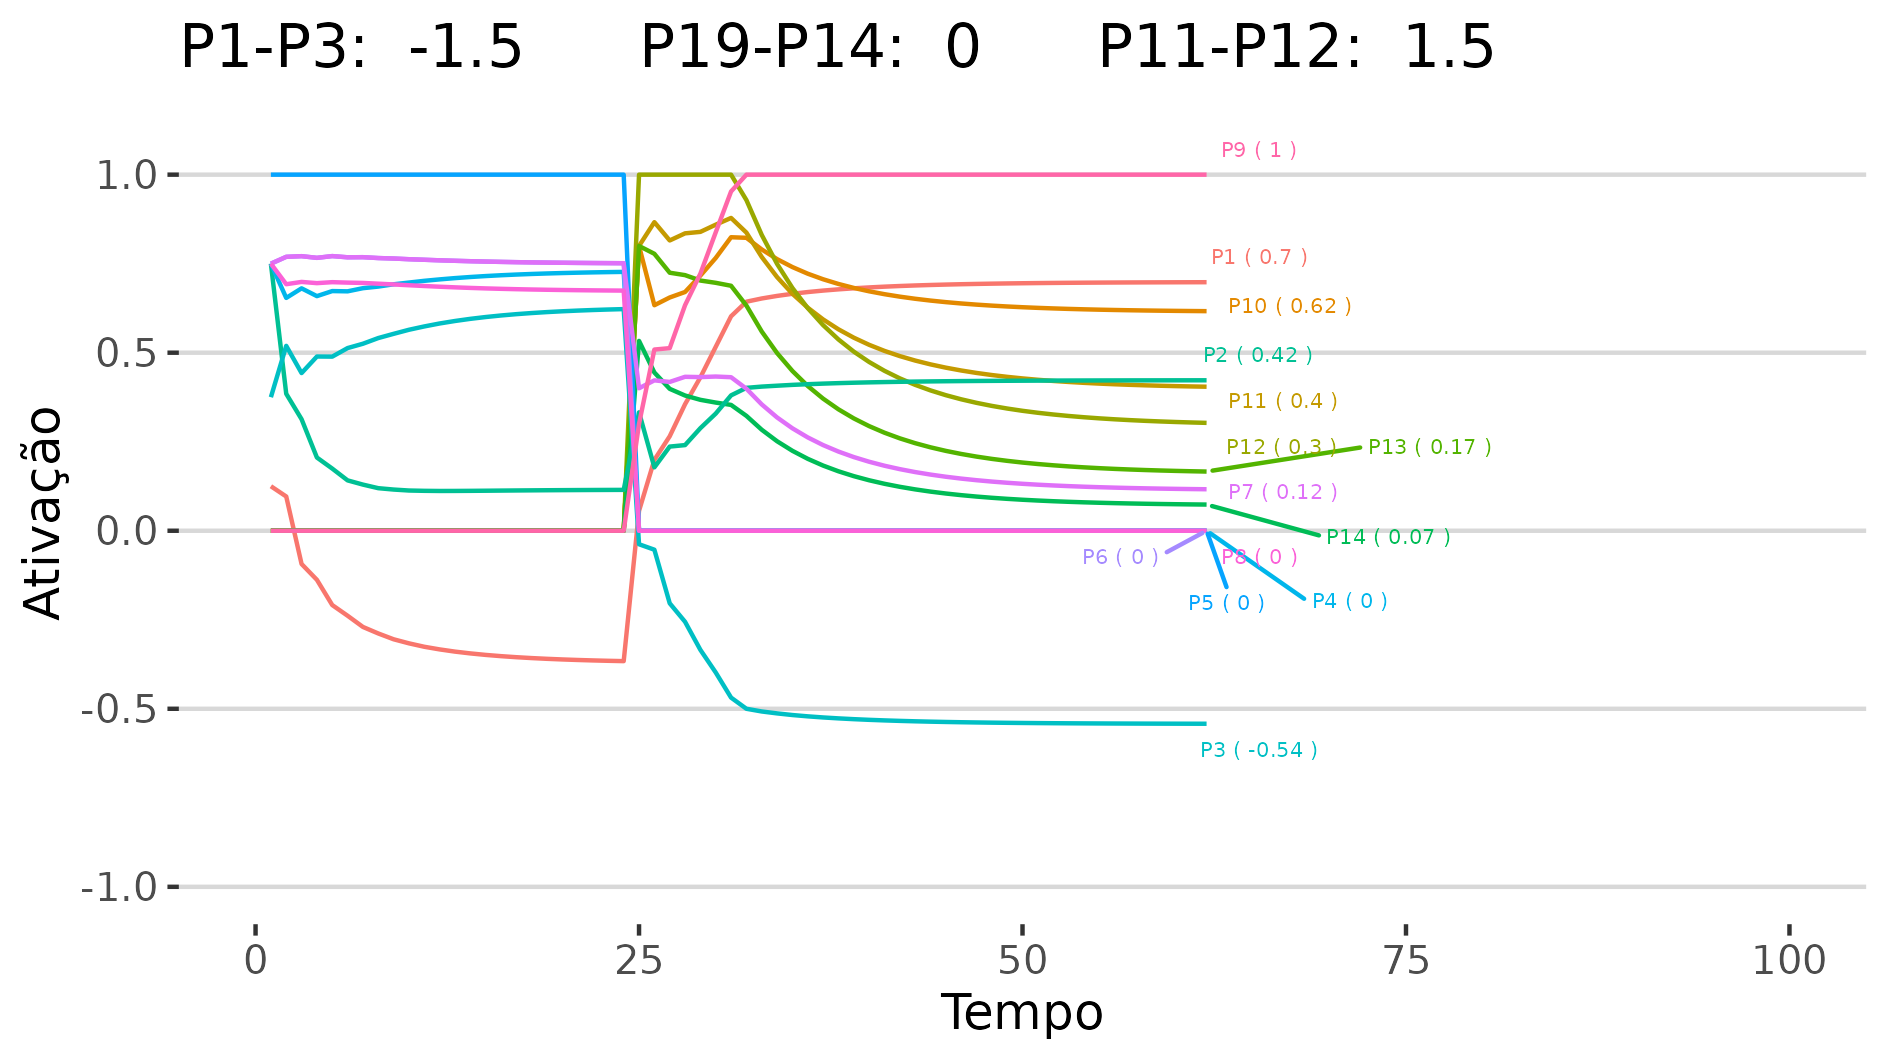 P1-P3: -1.5 P19-P14: 0 P11-P12: 1.5
P9 ( 1 )
1.0
P1 ( 0.7 )
P10 ( 0.62 )
0.5
P2 ( 0.42 )
P11 ( 0.4 )
P12 ( 0.3 )
P13 ( 0.17 )
P7 ( 0.12 )
0.0
P14 ( 0.07 )
P6 ( 0 )
P8 ( 0 )
P5 ( 0 )
P4 ( 0 )
-0.5
P3 ( -0.54 )
-1.0
Ativação
0 25 50 75 100
Tempo